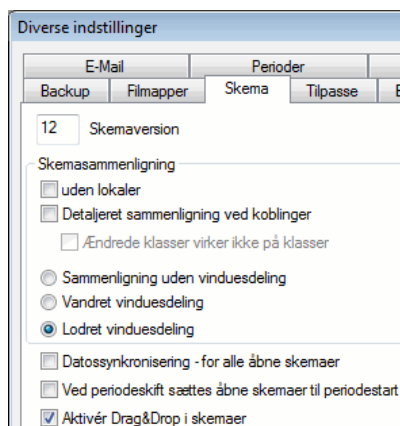 Diverse indstillinger
E-Mail Perioder
Backup Filmapper Skema Tilpasse
12 Skemaversion
Skemasammenligning
uden lokaler
Detaljeret sammenligning ved koblinger
Ændrede klasser virker ikke på klasser
Sammenligning uden vinduesdeling
Vandret vinduesdeling
Lodret vinduesdeling
Datossynkronisering - for alle åbne skemaer
Ved periodeskift sættes åbne skemaer til periodestart
Aktivér Drag&Drop i skemaer